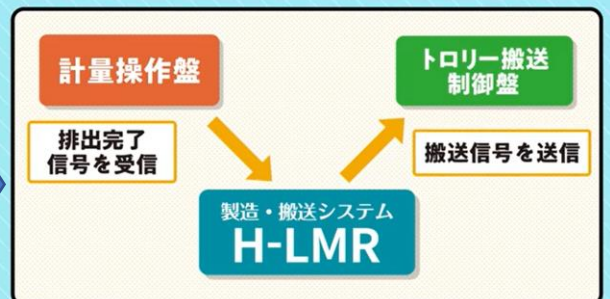 計量操作盤
トロリー搬送
制御盤
排出完了
信号を受信
搬送信号を送信
製造・搬送システム
H-LMR